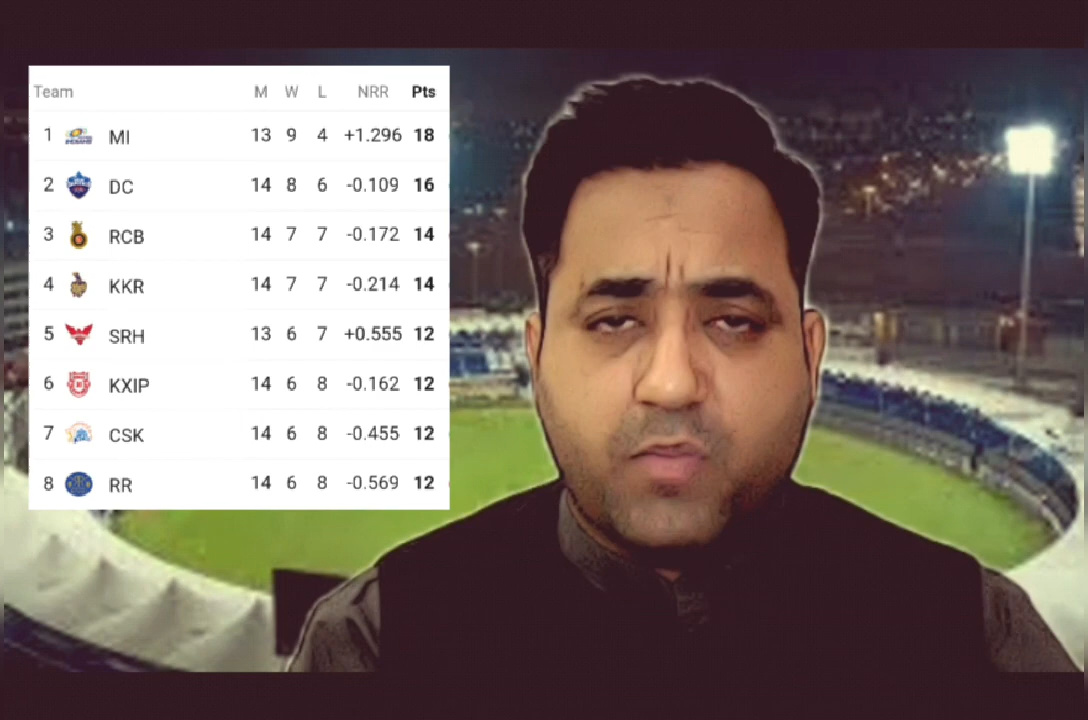 Team M W L NRR Pts
1 MI 13 9 4 +1.296 18
2 DC 14 8 6 -0.109 16
3 RCB 14 7 7 -0.172 14
4 KKR 14 7 7 -0.214 14
5 SRH 13 6 7 +0.555 12
6 KXIP 14 6 8 -0.162 12
7 CSK 14 6 8 -0.455 12
8 RR 14 6 8 -0.569 12